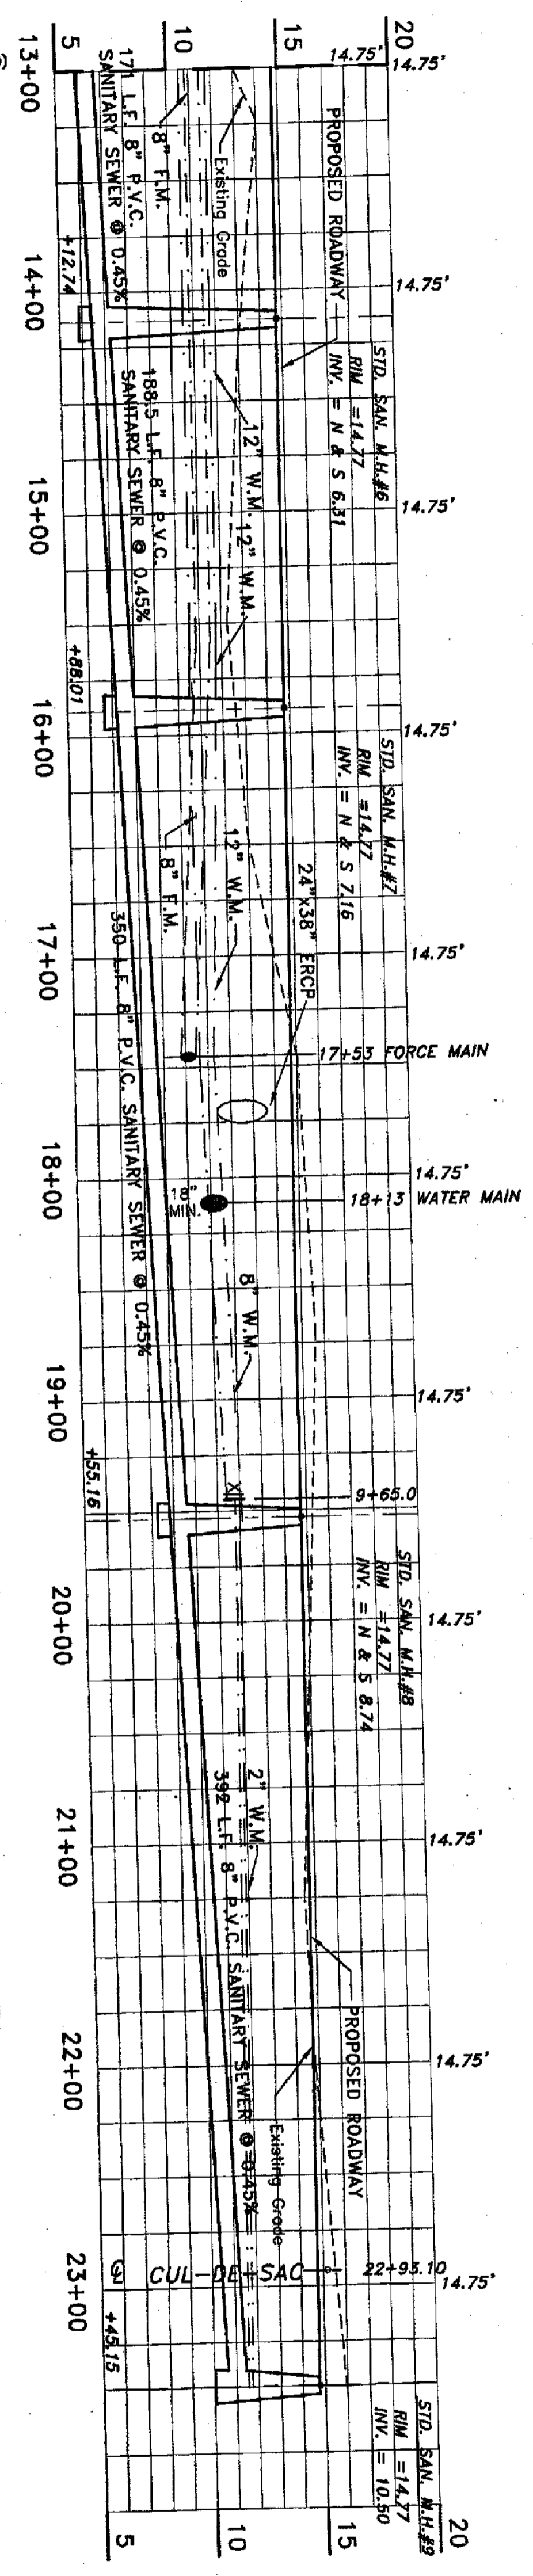 20
15
10
5
14.75'
14.75'
13+00
171 L.F. 8" P.V.C.
SANITARY SEWER @ 0.45%
8" F.M.
Existing Grade
PROPOSED ROADWAY
+12.74
14+00
14.75'
STD. SAN. M.H.#6
RIM =14.77
INV. = N & S 6.31
188.5 L.F. 8" P.V.C.
SANITARY SEWER @ 0.45%
12" W.M.
12" W.M.
15+00
14.75'
+88.01
16+00
14.75'
STD. SAN. M.H.#7
RIM =14.77
INV. = N & S 7.16
8" F.M.
12" W.M.
24"x38" ERCP
17+00
14.75'
350 L.F. 8" P.V.C. SANITARY SEWER @ 0.45%
17+53 FORCE MAIN
18+00
14.75'
18+13 WATER MAIN
18"
MIN.
8" W.M.
19+00
14.75'
+55.16
9+65.0
STD. SAN. M.H.#8
RIM =14.77
INV. = N & S 8.74
20+00
14.75'
2" W.M.
392 L.F. 8" P.V.C. SANITARY SEWER @ 0.45%
21+00
14.75'
PROPOSED ROADWAY
Existing Grade
22+00
14.75'
CUL-DE-SAC
22+93.10
23+00
14.75'
+45.15
STD. SAN. M.H.#9
RIM =14.77
INV. = 10.50
20
15
10
5